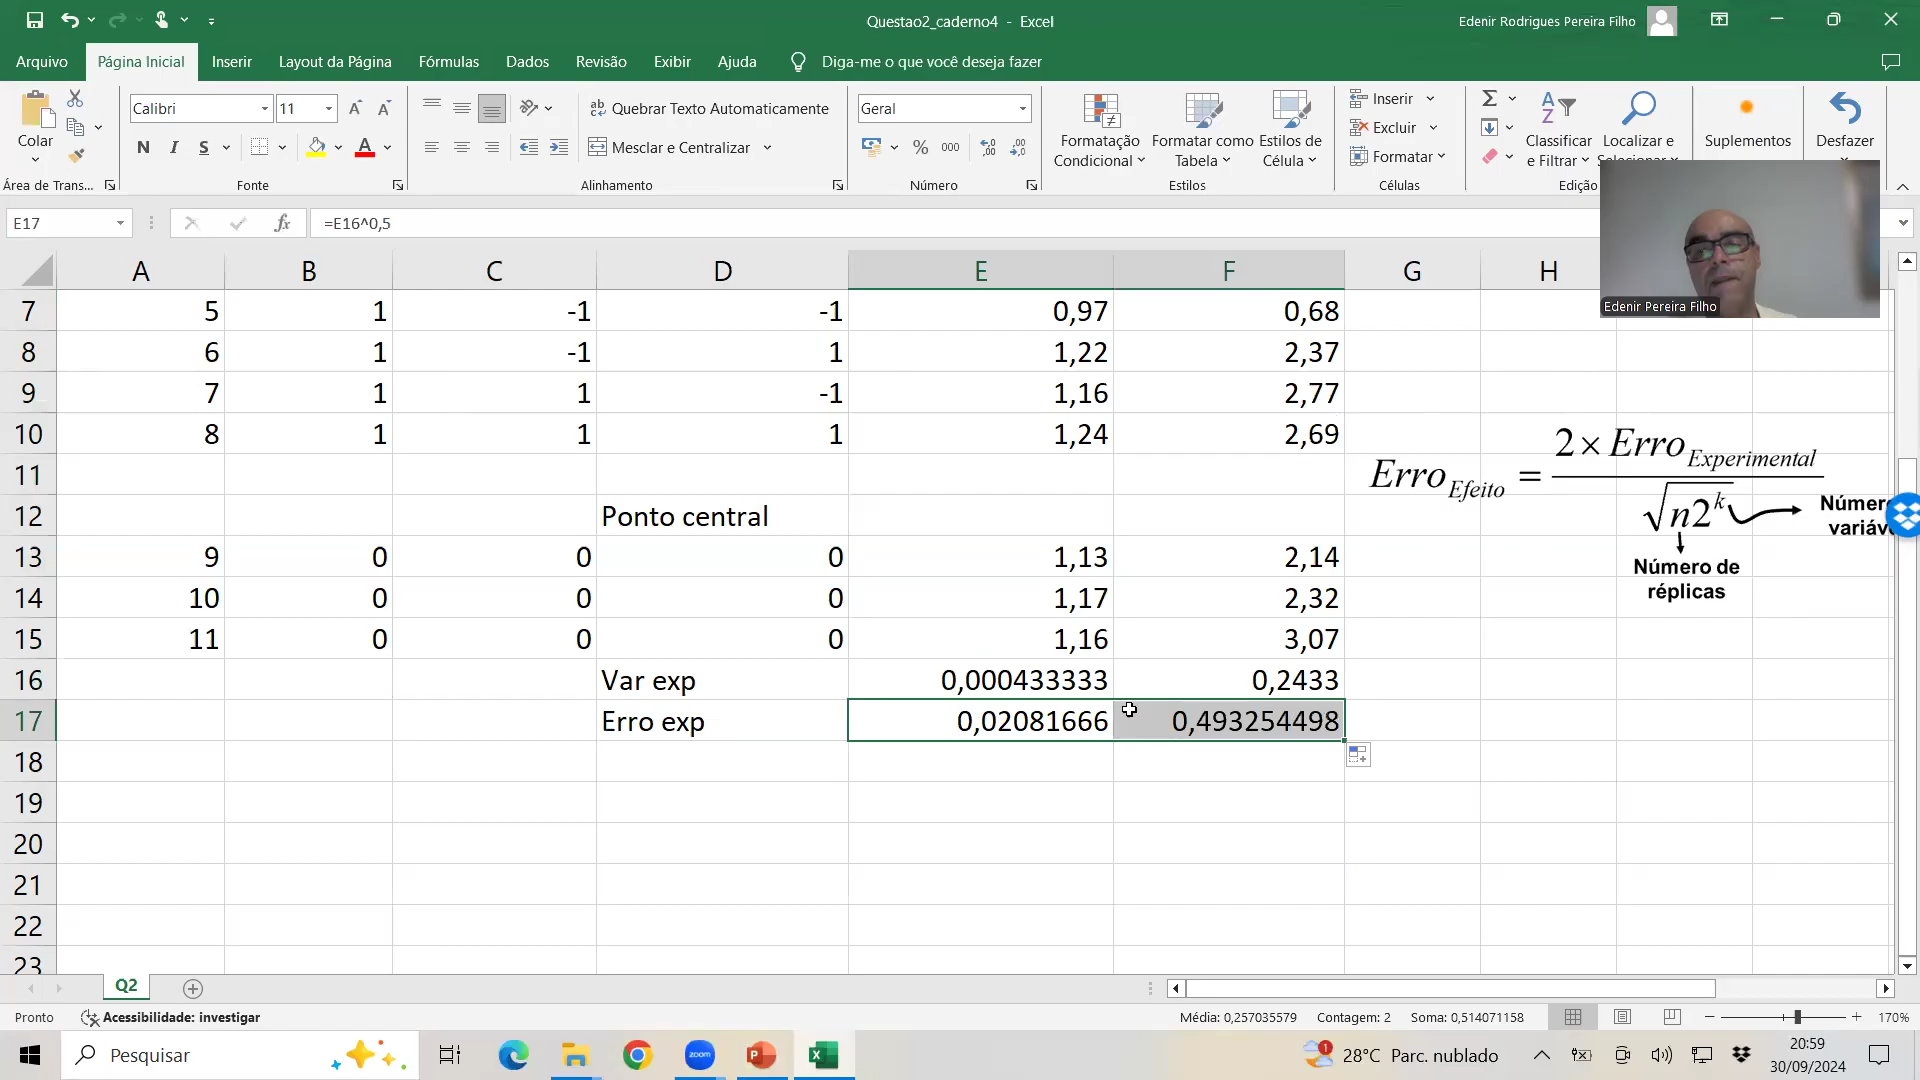 Questao2_caderno4 - Excel
Edenir Rodrigues Pereira Filho
Arquivo Página Inicial Inserir Layout da Página Fórmulas Dados Revisão Exibir Ajuda Diga-me o que você deseja fazer
Colar
Área de Trans...
Calibri 11
N I S
Fonte
Quebrar Texto Automaticamente
Mesclar e Centralizar
Alinhamento
Geral
% 000
Número
Formatação Condicional
Formatar como Tabela
Estilos de Célula
Estilos
Inserir
Excluir
Formatar
Células
Classificar e Filtrar
Localizar e Selecionar
Edição
Suplementos
Desfazer
Edenir Pereira Filho
E17 fx =E16^0,5
A B C D E F G H
7 5 1 -1 -1 0,97 0,68
8 6 1 -1 1 1,22 2,37
9 7 1 1 -1 1,16 2,77
10 8 1 1 1 1,24 2,69
11
12 Ponto central
13 9 0 0 0 1,13 2,14
14 10 0 0 0 1,17 2,32
15 11 0 0 0 1,16 3,07
16 Var exp 0,000433333 0,2433
17 Erro exp 0,02081666 0,493254498
18
19
20
21
22
23
Erro Efeito = 2 × Erro Experimental
√n2^k
Número de
réplicas
Q2
Pronto Acessibilidade: investigar Média: 0,257035579 Contagem: 2 Soma: 0,514071158 170%
Pesquisar zoom 28°C Parc. nublado 20:59
30/09/2024